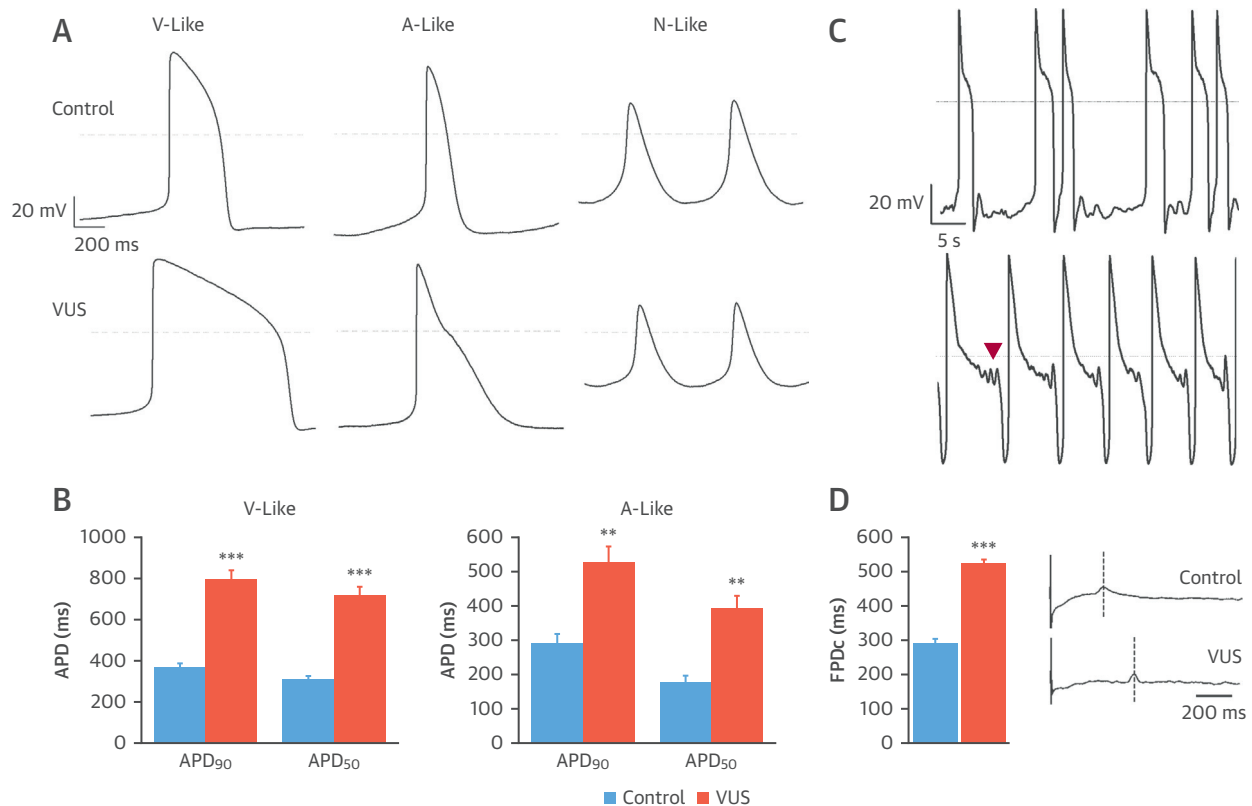 A
V-Like
A-Like
N-Like
Control
20 mV
200 ms
VUS
C
20 mV
5 s
B
V-Like
APD (ms)
1000
800
600
400
200
0
***
***
APD90
APD50
A-Like
APD (ms)
600
500
400
300
200
100
0
**
**
APD90
APD50
Control
VUS
D
FPDc (ms)
600
500
400
300
200
100
0
***
Control
VUS
200 ms